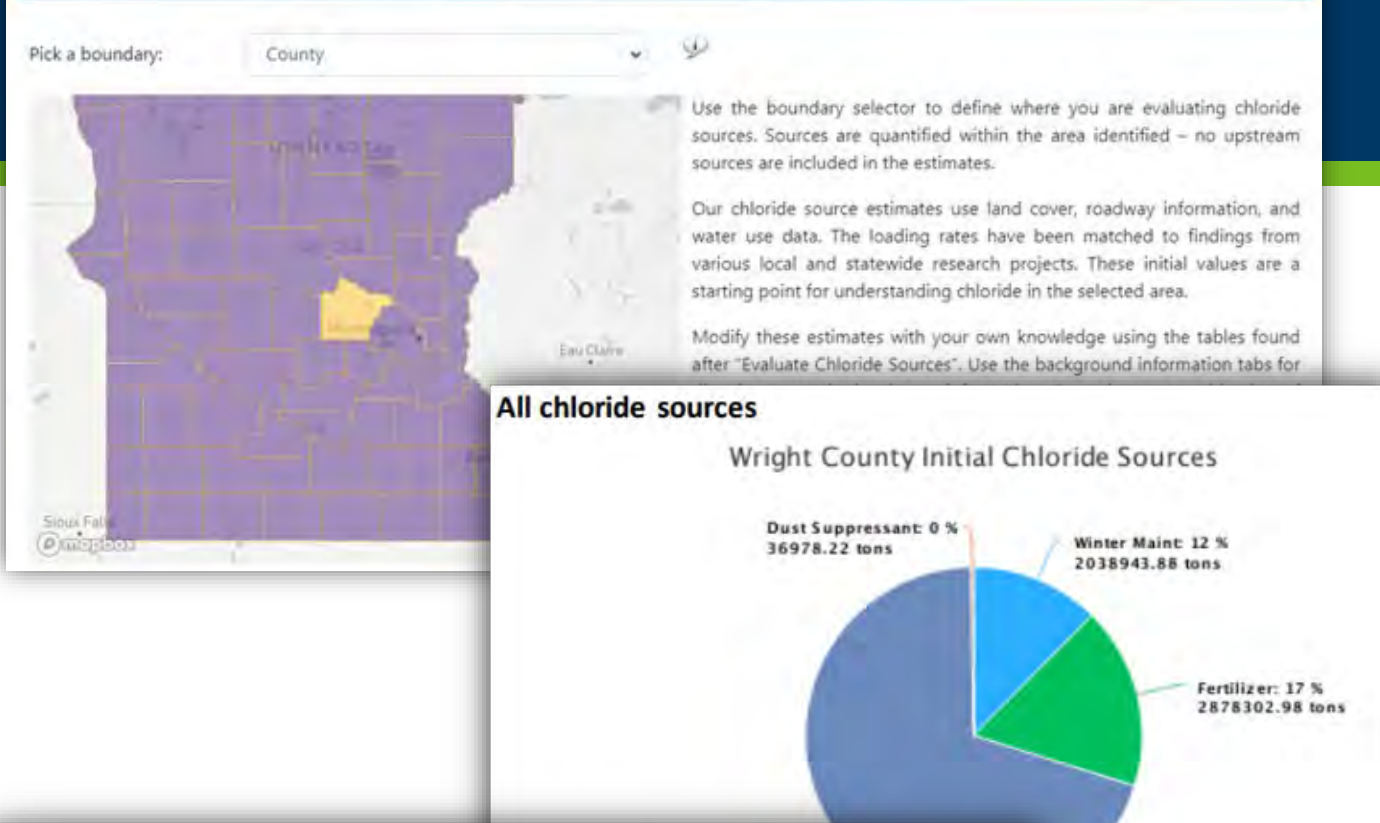 Pick a boundary:
County
Use the boundary selector to define where you are evaluating chloride
sources. Sources are quantified within the area identified – no upstream
sources are included in the estimates.
Our chloride source estimates use land cover, roadway information, and
water use data. The loading rates have been matched to findings from
various local and statewide research projects. These initial values are a
starting point for understanding chloride in the selected area.
Modify these estimates with your own knowledge using the tables found
after "Evaluate Chloride Sources". Use the background information tabs for
Eau Claire
Sioux Falls
mapbox
All chloride sources
Wright County Initial Chloride Sources
Dust Suppressant: 0 %
36978.22 tons
Winter Maint: 12 %
2038943.88 tons
Fertilizer: 17 %
2878302.98 tons